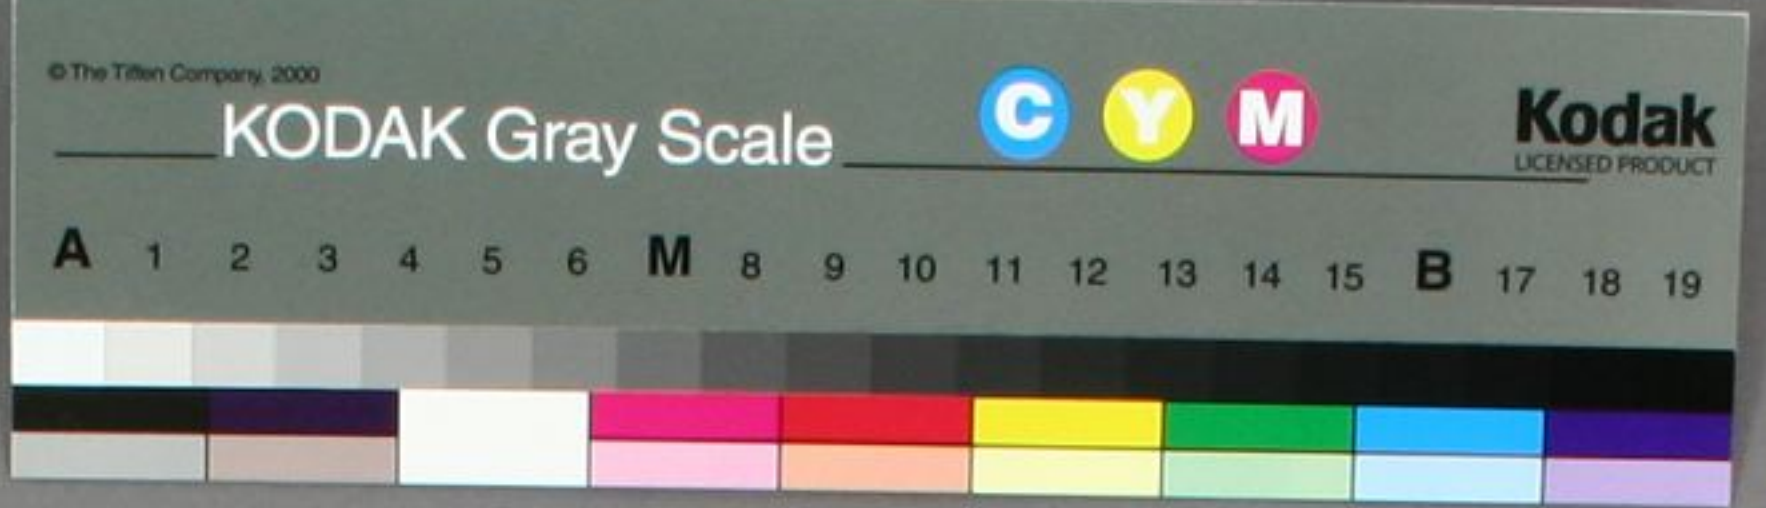 © The Tiffen Company, 2000
KODAK Gray Scale
C Y M
Kodak
LICENSED PRODUCT
A 1 2 3 4 5 6 M 8 9 10 11 12 13 14 15 B 17 18 19